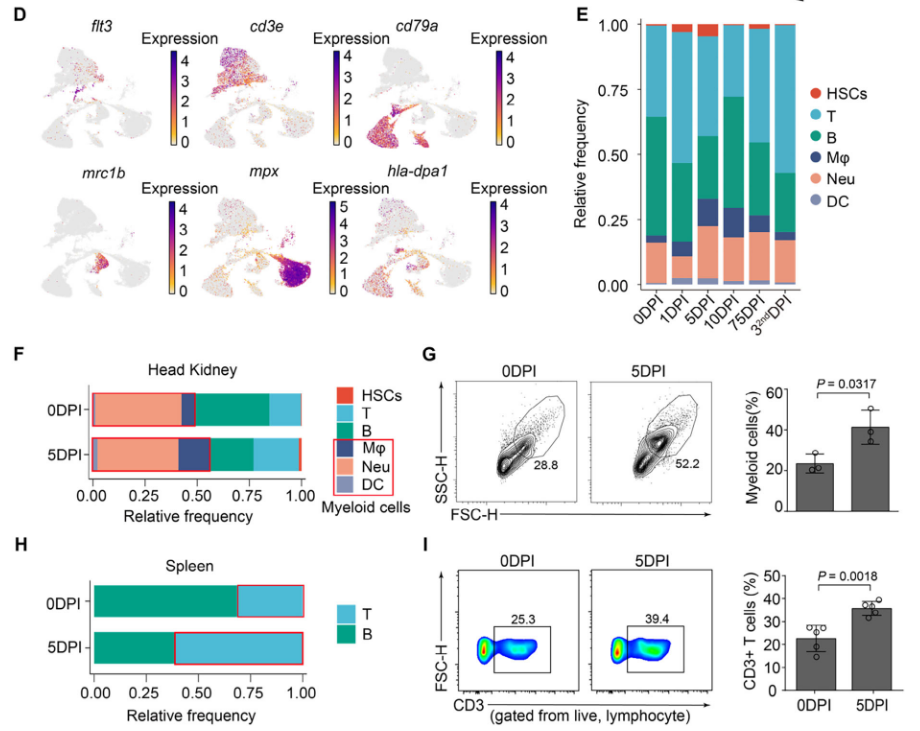 D
flt3
cd3e
cd79a
Expression
4
3
2
1
0
Expression
4
3
2
1
0
Expression
4
3
2
1
0
mrc1b
mpx
hla-dpa1
Expression
4
3
2
1
0
Expression
5
4
3
2
1
0
Expression
5
4
3
2
1
0
E
Relative frequency
1.00
0.75
0.50
0.25
0.00
0DPI
1DPI
5DPI
10DPI
75DPI
3²ⁿᵈDPI
HSCs
T
B
Mφ
Neu
DC
F
Head Kidney
0DPI
5DPI
0.00 0.25 0.50 0.75 1.00
Relative frequency
HSCs
T
B
Mφ
Neu
DC
Myeloid cells
G
0DPI
5DPI
28.8
52.2
SSC-H
FSC-H
Myeloid cells(%)
60
40
20
0
P = 0.0317
H
Spleen
0DPI
5DPI
0.00 0.25 0.50 0.75 1.00
Relative frequency
T
B
I
0DPI
5DPI
25.3
39.4
FSC-H
CD3
(gated from live, lymphocyte)
CD3+ T cells (%)
50
40
30
20
10
0
P = 0.0018
0DPI
5DPI